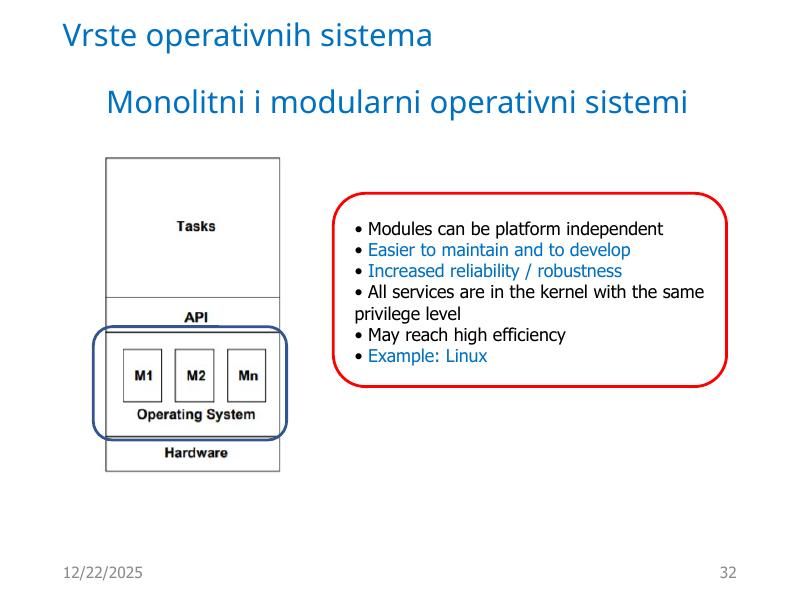 Vrste operativnih sistema
Monolitni i modularni operativni sistemi
Tasks
API
M1 M2 Mn
Operating System
Hardware
• Modules can be platform independent
• Easier to maintain and to develop
• Increased reliability / robustness
• All services are in the kernel with the same
privilege level
• May reach high efficiency
• Example: Linux
12/22/2025
32